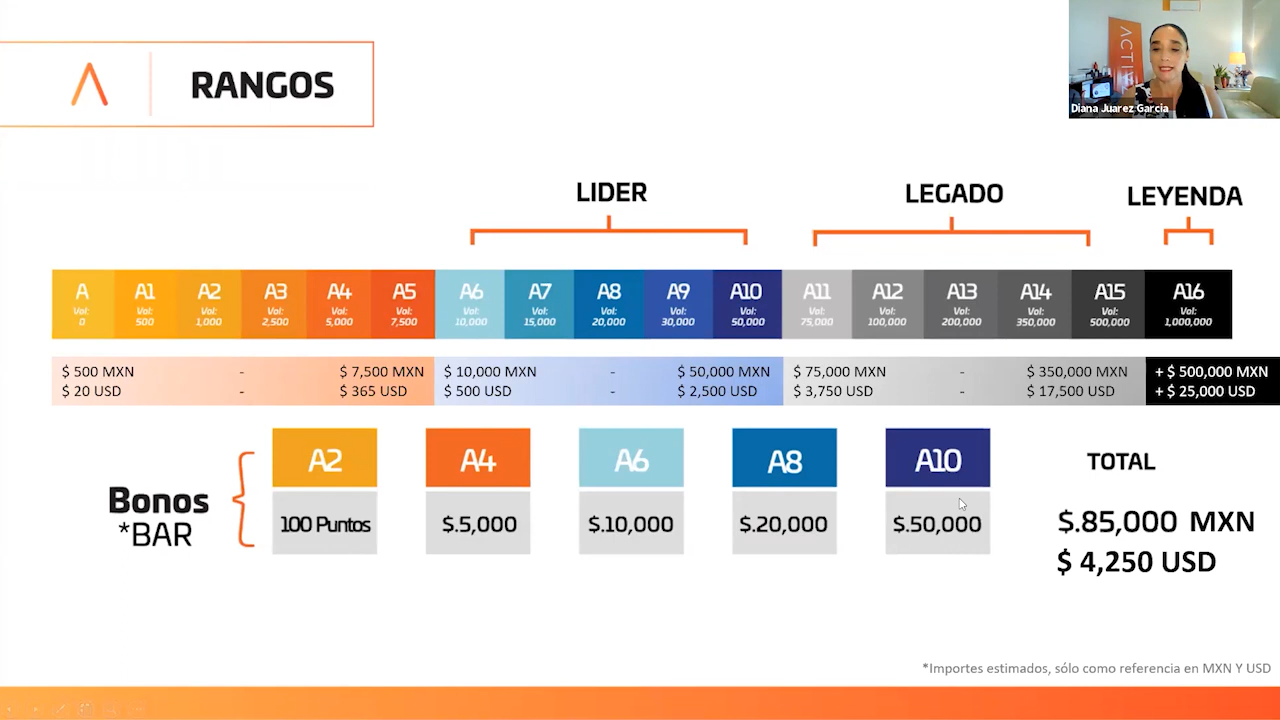 RANGOS
ACTI
Diana Juarez Garcia
LIDER
LEGADO
LEYENDA
A A1 A2 A3 A4 A5 A6 A7 A8 A9 A10 A11 A12 A13 A14 A15 A16
Vol: Vol: Vol: Vol: Vol: Vol: Vol: Vol: Vol: Vol: Vol: Vol: Vol: Vol: Vol: Vol: Vol:
0 500 1,000 2,500 5,000 7,500 10,000 15,000 20,000 30,000 50,000 75,000 100,000 200,000 350,000 500,000 1,000,000
$ 500 MXN - $ 7,500 MXN $ 10,000 MXN - $ 50,000 MXN $ 75,000 MXN - $ 350,000 MXN + $ 500,000 MXN
$ 20 USD - $ 365 USD $ 500 USD - $ 2,500 USD $ 3,750 USD - $ 17,500 USD + $ 25,000 USD
A2 A4 A6 A8 A10
TOTAL
Bonos
*BAR
100 Puntos $.5,000 $.10,000 $.20,000 $.50,000
$.85,000 MXN
$ 4,250 USD
*Importes estimados, sólo como referencia en MXN Y USD